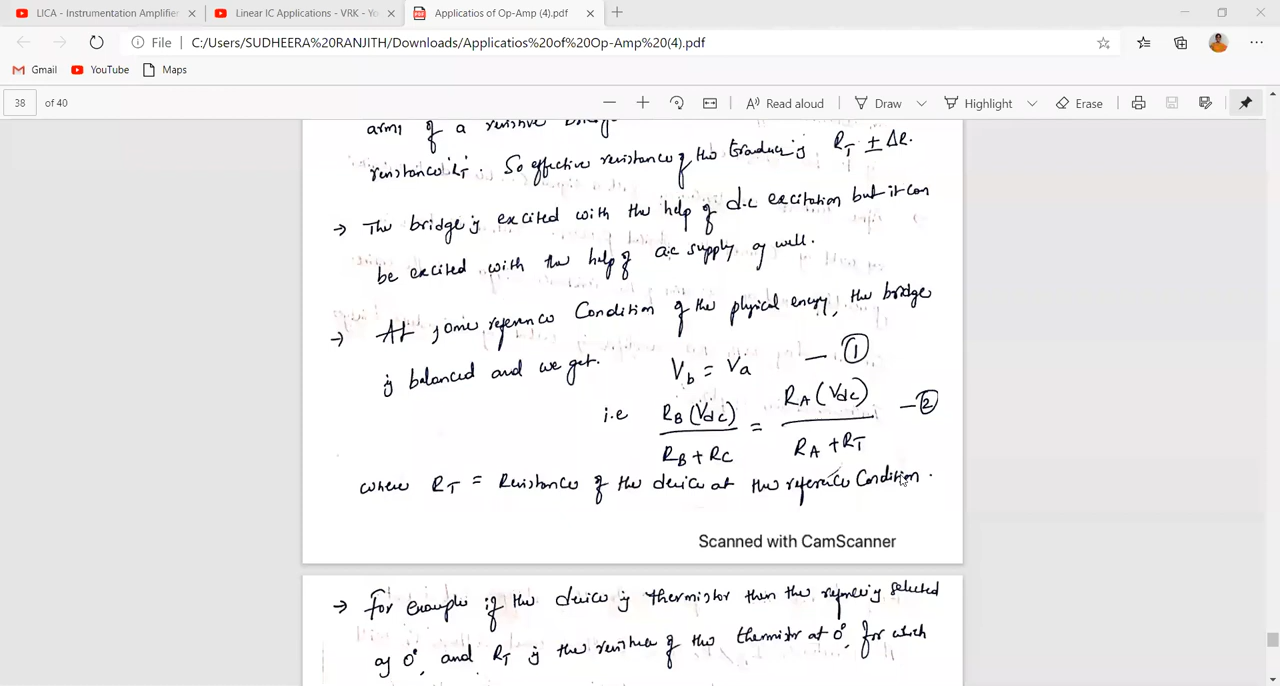 LICA - Instrumentation Amplifier
Linear IC Applications - VRK - Yo
Applicatios of Op-Amp (4).pdf
File C:/Users/SUDHEERA%20RANJITH/Downloads/Applicatios%20of%20Op-Amp%20(4).pdf
Gmail YouTube Maps
38 of 40 Read aloud Draw Highlight Erase
arms of a resistive bridge
resistance 'RT'. So effective resistance of the transducer is RT ± ΔR.
→ The bridge is excited with the help of d.c excitation but it can
be excited with the help of a.c supply as well.
→ At some reference Condition of the physical energy, the bridge
is balanced and we get. Vb = Va — ①
i.e RB (Vdc) / RB + RC = RA (Vdc) / RA + RT — ②
where RT = Resistance of the device at the reference Condition.
Scanned with CamScanner
→ For example if the device is thermistor then the is selected
as 0°, and RT is the resistance of the thermistor at 0°, for which